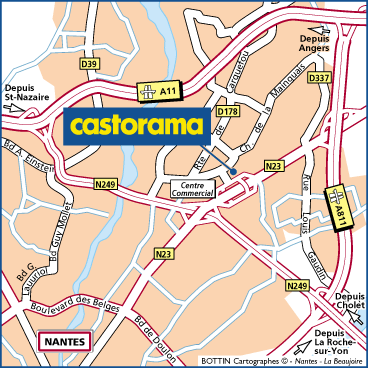 Depuis
Angers
D39
Carquefou
Rte de
Ch de la Mainguais
D337
Depuis
St-Nazaire
A11
D178
castorama
Bd A. Einstein
N23
N249
Centre
Commercial
Rue Louis Gaudin
A811
Bd Guy Mollet
Bd G. Lauriol
N23
N249
Depuis
Cholet
Boulevard des Belges
Bd de Doulon
NANTES
Depuis
La Roche-
sur-Yon
BOTTIN Cartographes © - Nantes - La Beaujoire